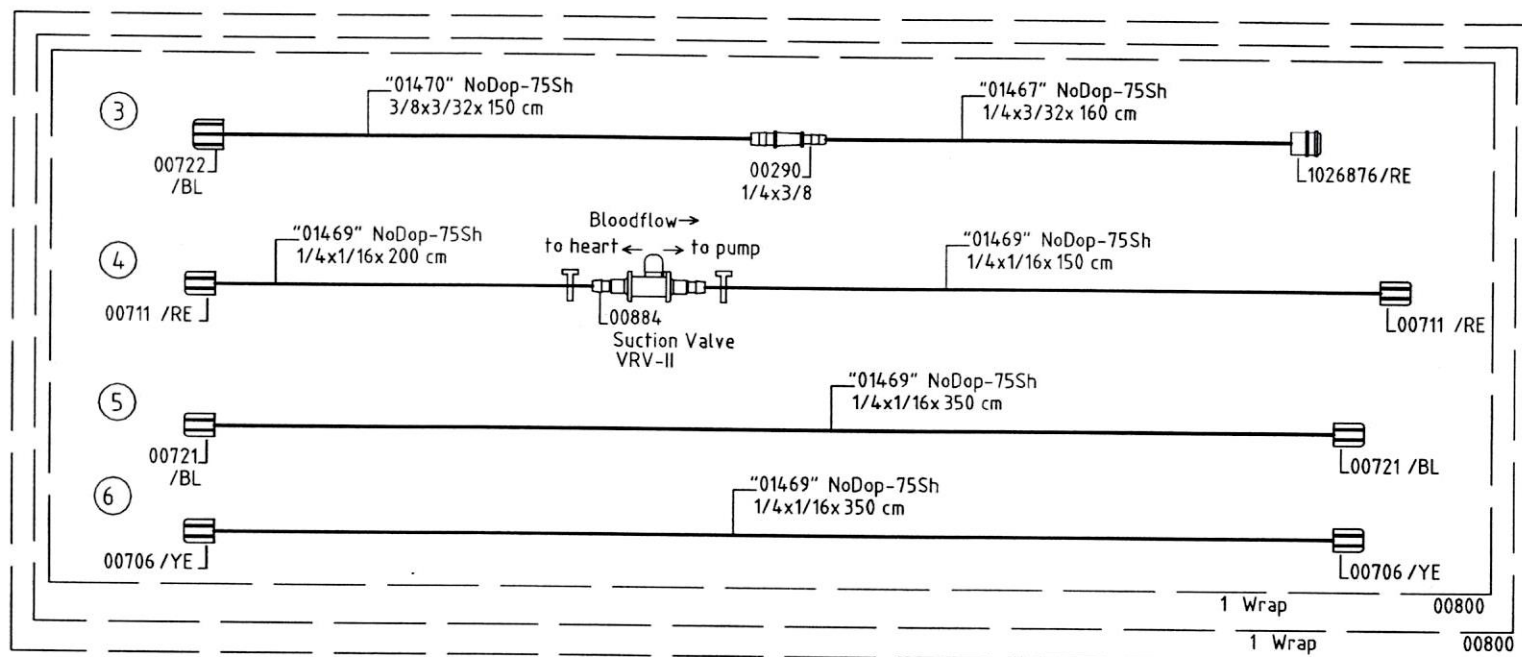 3
"01470" NoDop-75Sh
3/8x3/32x 150 cm
"01467" NoDop-75Sh
1/4x3/32x 160 cm
00722
/BL
00290
1/4x3/8
1026876/RE
4
"01469" NoDop-75Sh
1/4x1/16x 200 cm
Bloodflow→
to heart ← → to pump
"01469" NoDop-75Sh
1/4x1/16x 150 cm
00711 /RE
00884
Suction Valve
VRV-II
00711 /RE
5
"01469" NoDop-75Sh
1/4x1/16x 350 cm
00721
/BL
00721 /BL
6
"01469" NoDop-75Sh
1/4x1/16x 350 cm
00706 /YE
00706 /YE
1 Wrap 00800
1 Wrap 00800